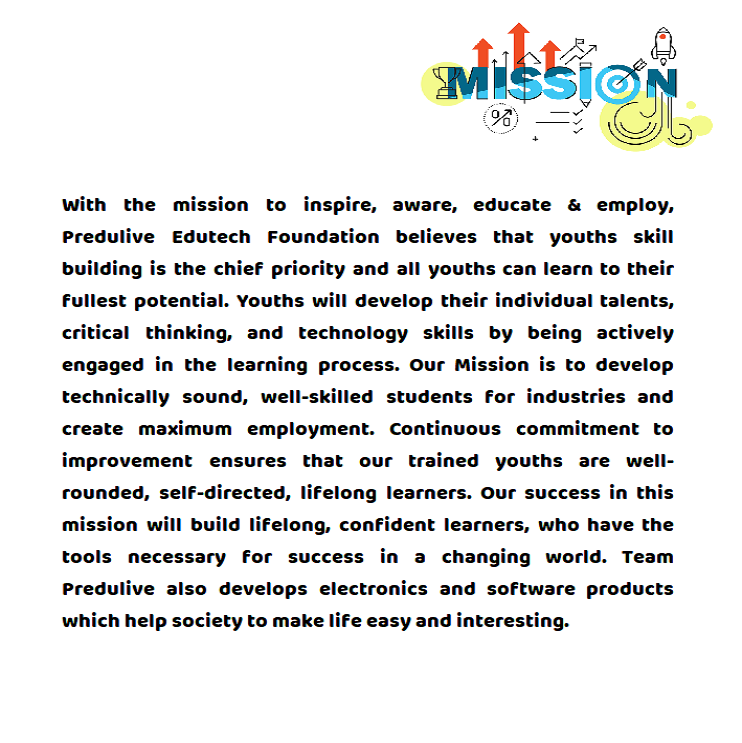 MISSION
%
With the mission to inspire, aware, educate & employ,
Predulive Edutech Foundation believes that youths skill
building is the chief priority and all youths can learn to their
fullest potential. Youths will develop their individual talents,
critical thinking, and technology skills by being actively
engaged in the learning process. Our Mission is to develop
technically sound, well-skilled students for industries and
create maximum employment. Continuous commitment to
improvement ensures that our trained youths are well-
rounded, self-directed, lifelong learners. Our success in this
mission will build lifelong, confident learners, who have the
tools necessary for success in a changing world. Team
Predulive also develops electronics and software products
which help society to make life easy and interesting.